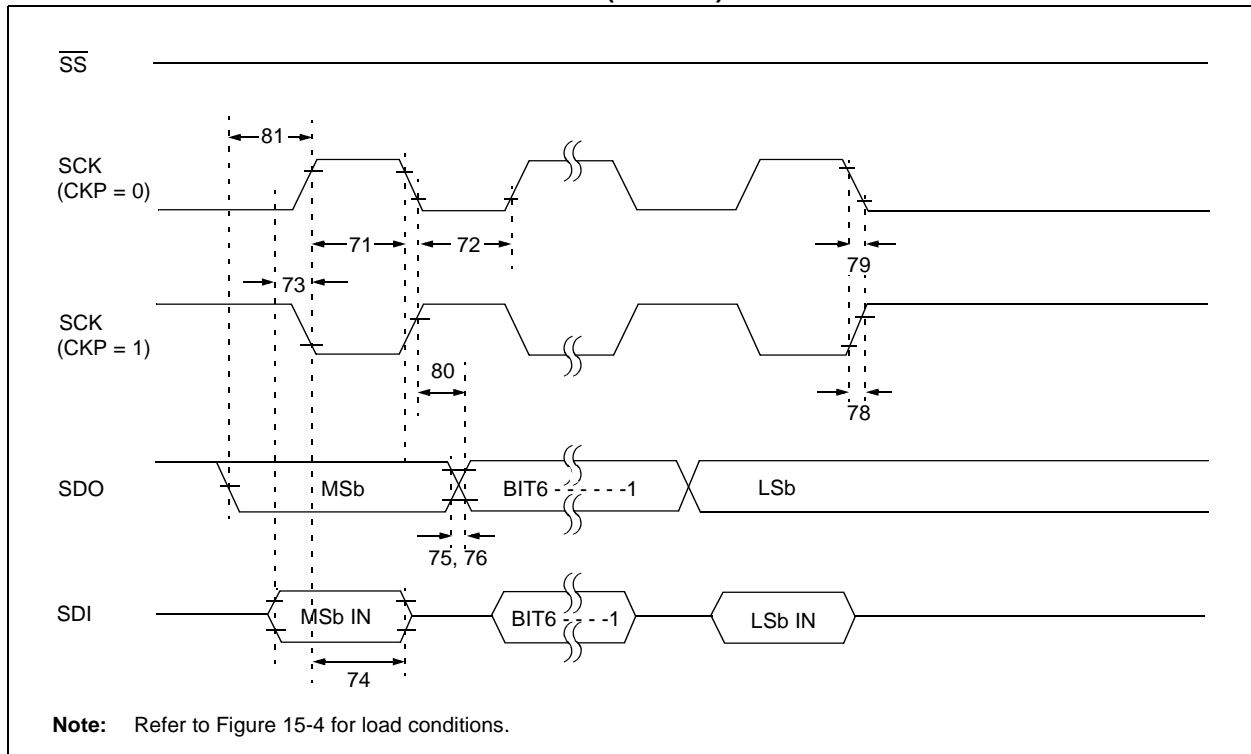 SS
81
SCK
(CKP = 0)
71
72
79
73
SCK
(CKP = 1)
80
78
SDO
MSb
BIT6 - - - - - -1
LSb
75, 76
SDI
MSb IN
BIT6 - - - -1
LSb IN
74
Note: Refer to Figure 15-4 for load conditions.